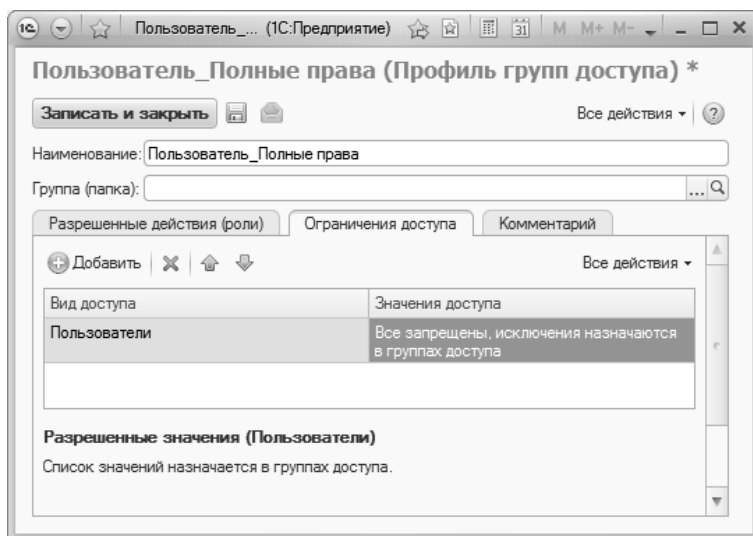 1С Пользователь_... (1С:Предприятие) 31 M M+ M-
Пользователь_Полные права (Профиль групп доступа) *
Записать и закрыть Все действия ?
Наименование: Пользователь_Полные права
Группа (папка): ...
Разрешенные действия (роли) Ограничения доступа Комментарий
Добавить Все действия
Вид доступа Значения доступа
Пользователи Все запрещены, исключения назначаются
в группах доступа
Разрешенные значения (Пользователи)
Список значений назначается в группах доступа.